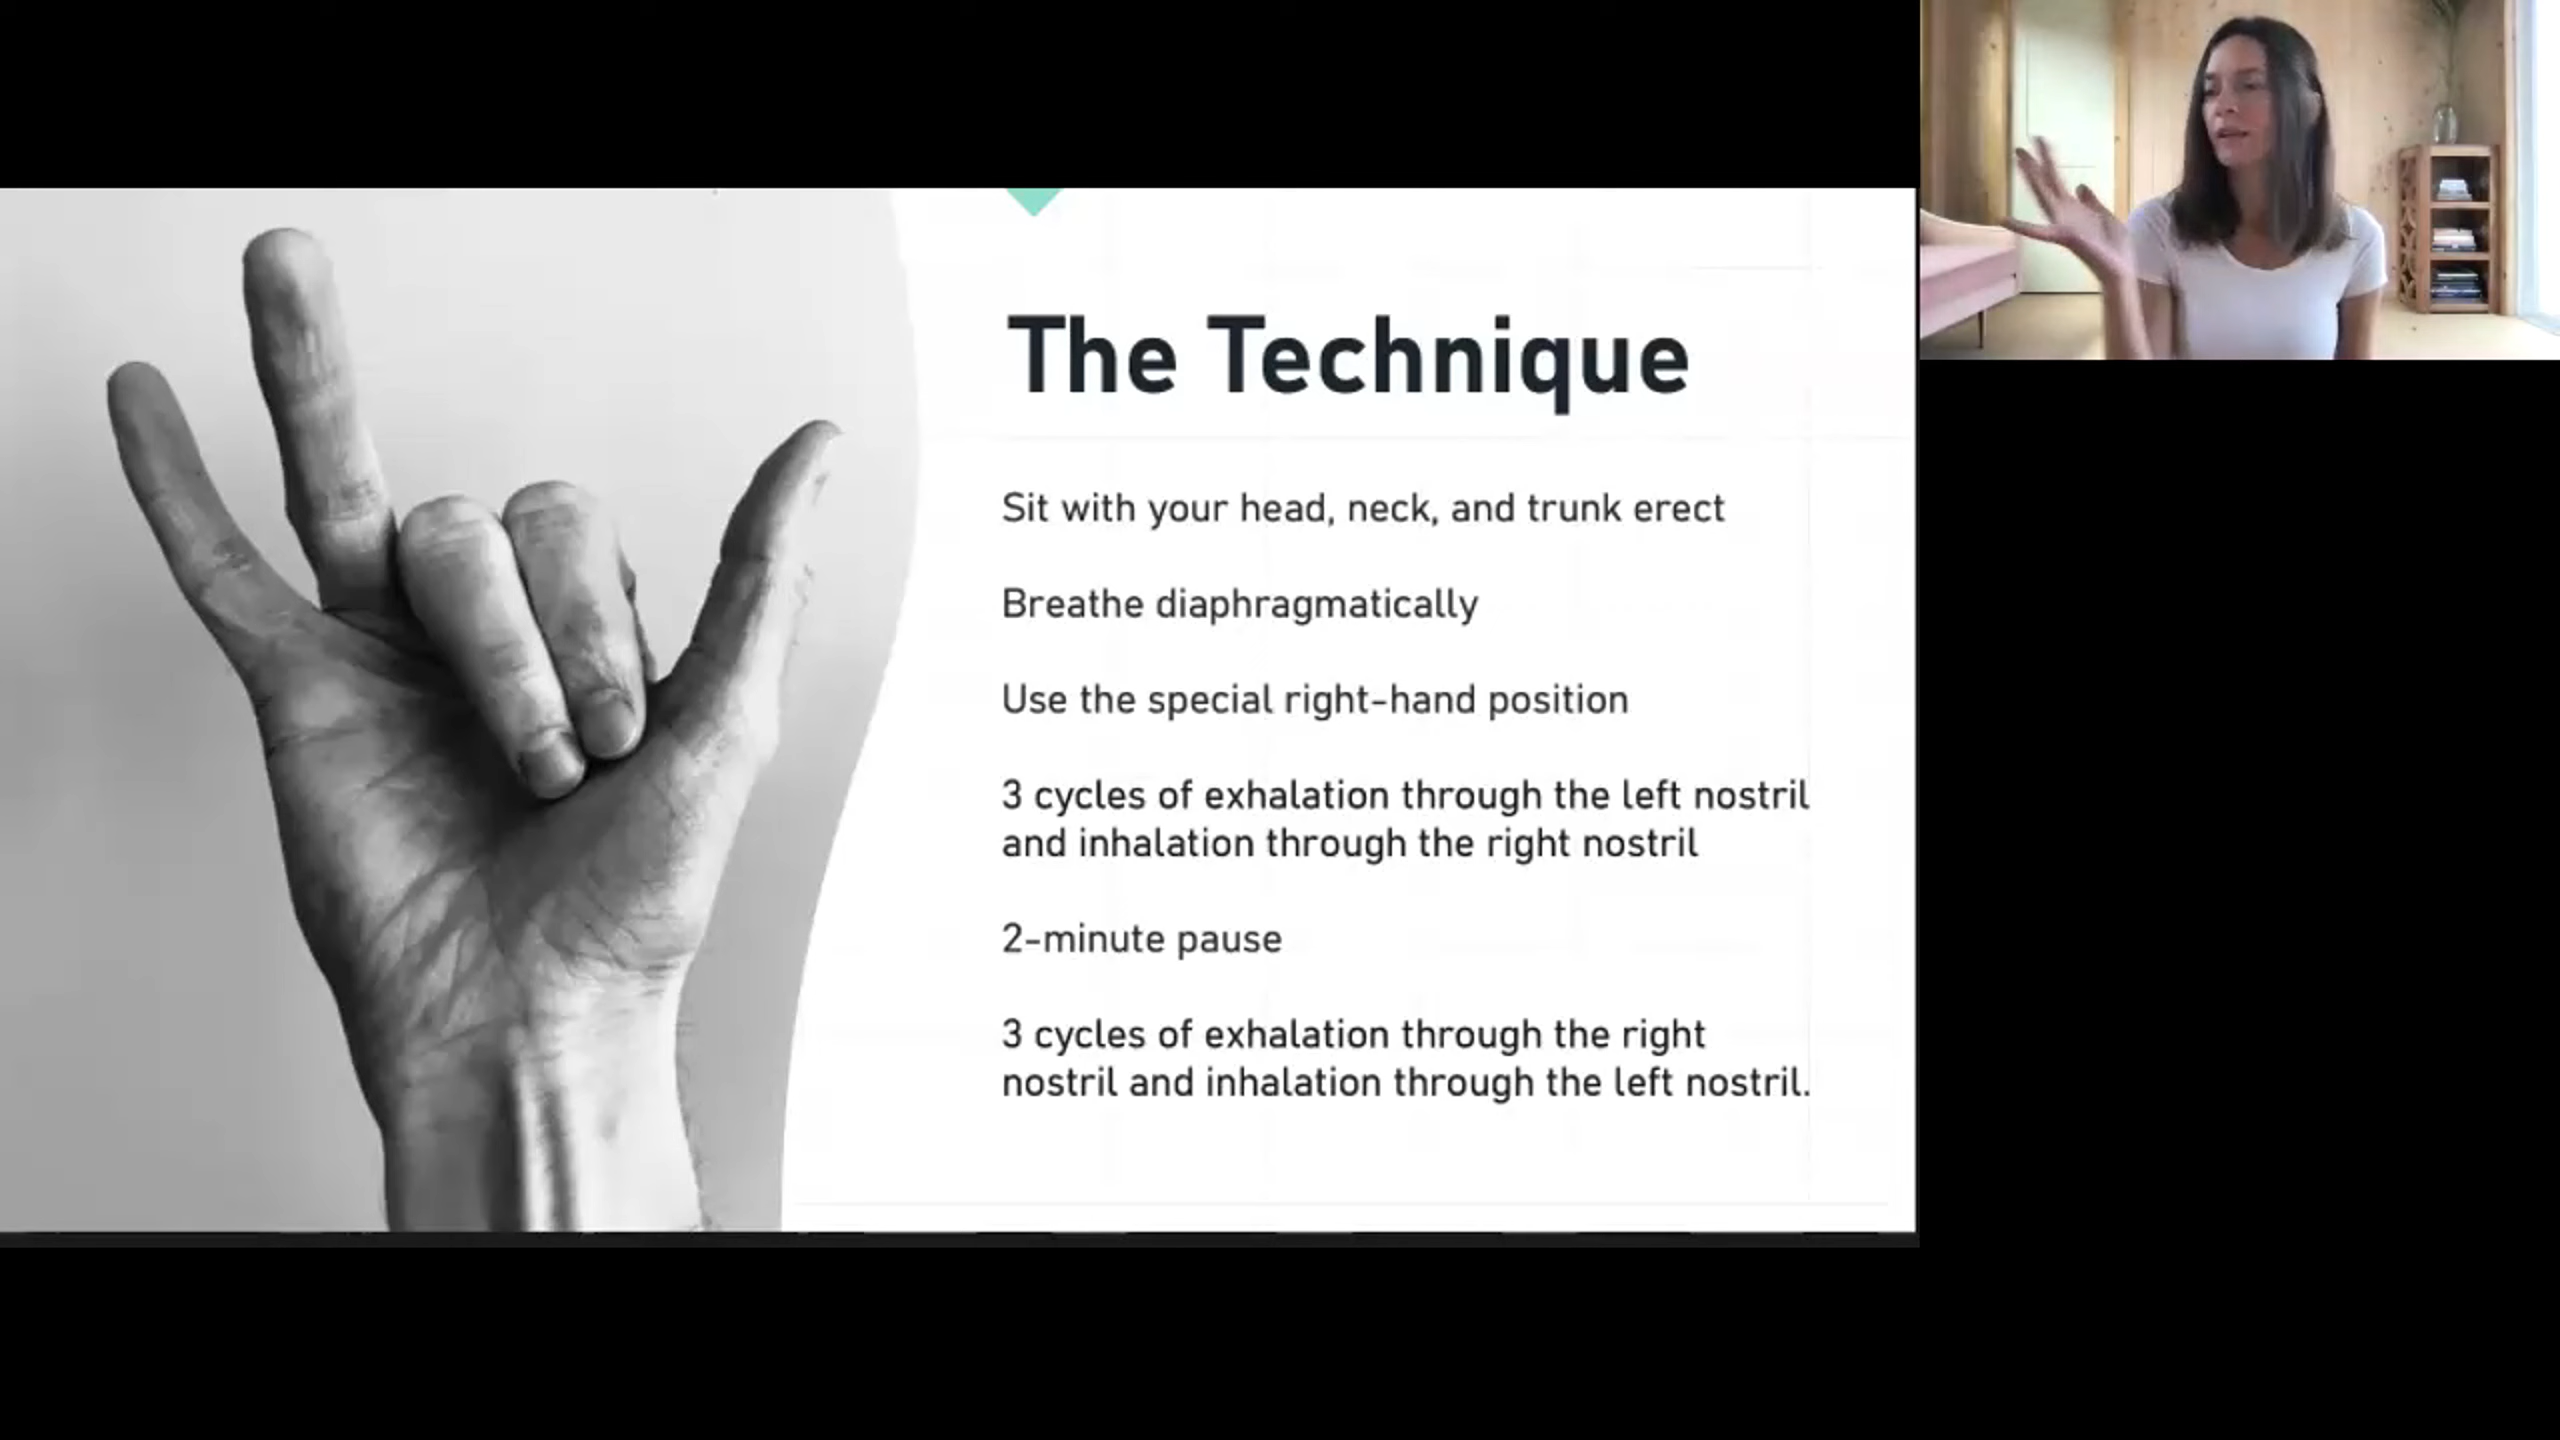 The Technique
Sit with your head, neck, and trunk erect
Breathe diaphragmatically
Use the special right-hand position
3 cycles of exhalation through the left nostril
and inhalation through the right nostril
2-minute pause
3 cycles of exhalation through the right
nostril and inhalation through the left nostril.